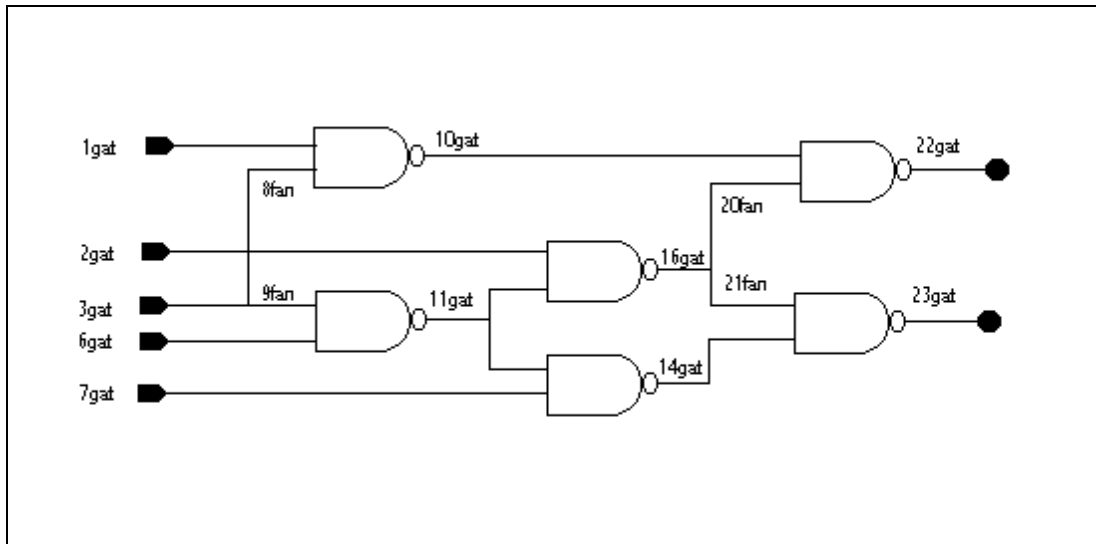 1gat
10gat
22gat
8fan
20fan
2gat
16gat
3gat
9fan
11gat
21fan
23gat
6gat
14gat
7gat